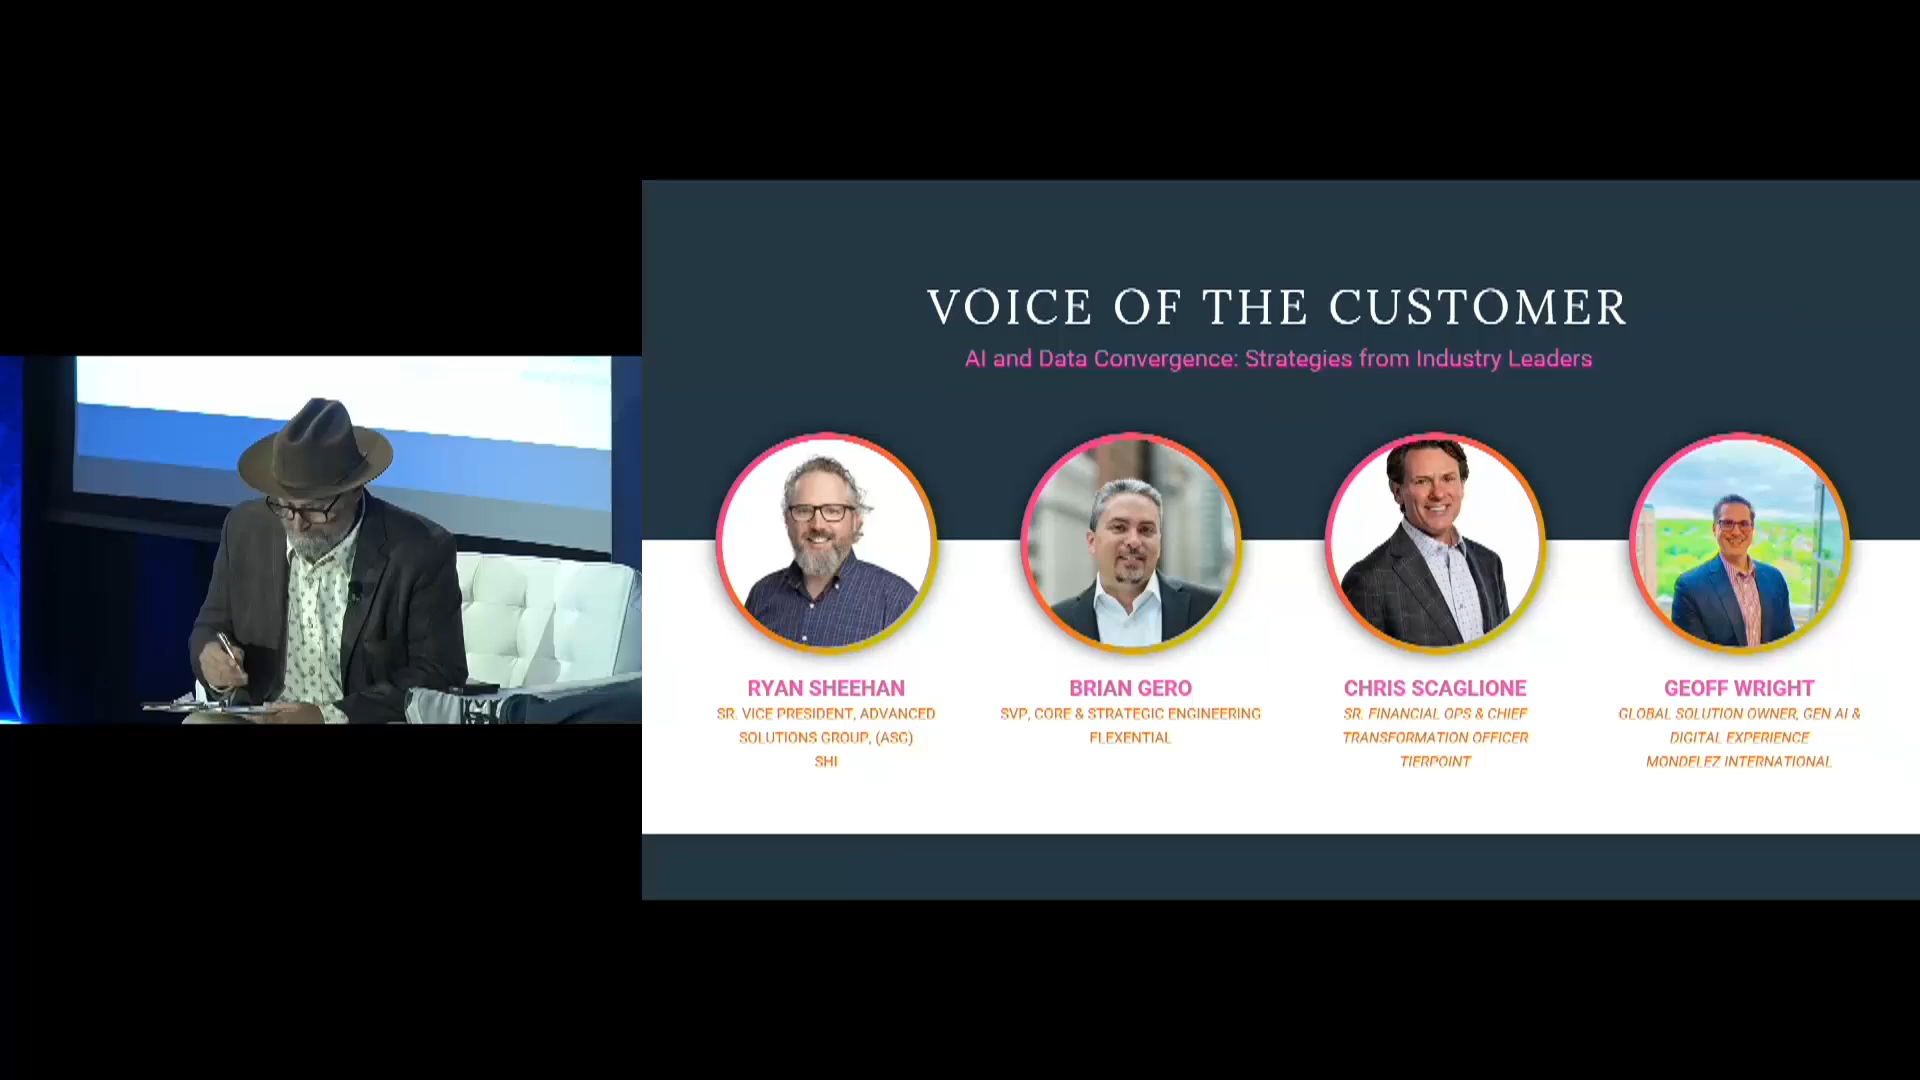 VOICE OF THE CUSTOMER
AI and Data Convergence: Strategies from Industry Leaders
RYAN SHEEHAN
SR. VICE PRESIDENT, ADVANCED
SOLUTIONS GROUP, (ASG)
SHI
BRIAN GERO
SVP, CORE & STRATEGIC ENGINEERING
FLEXENTIAL
CHRIS SCAGLIONE
SR. FINANCIAL OPS & CHIEF
TRANSFORMATION OFFICER
TIERPOINT
GEOFF WRIGHT
GLOBAL SOLUTION OWNER, GEN AI &
DIGITAL EXPERIENCE
MONDELEZ INTERNATIONAL